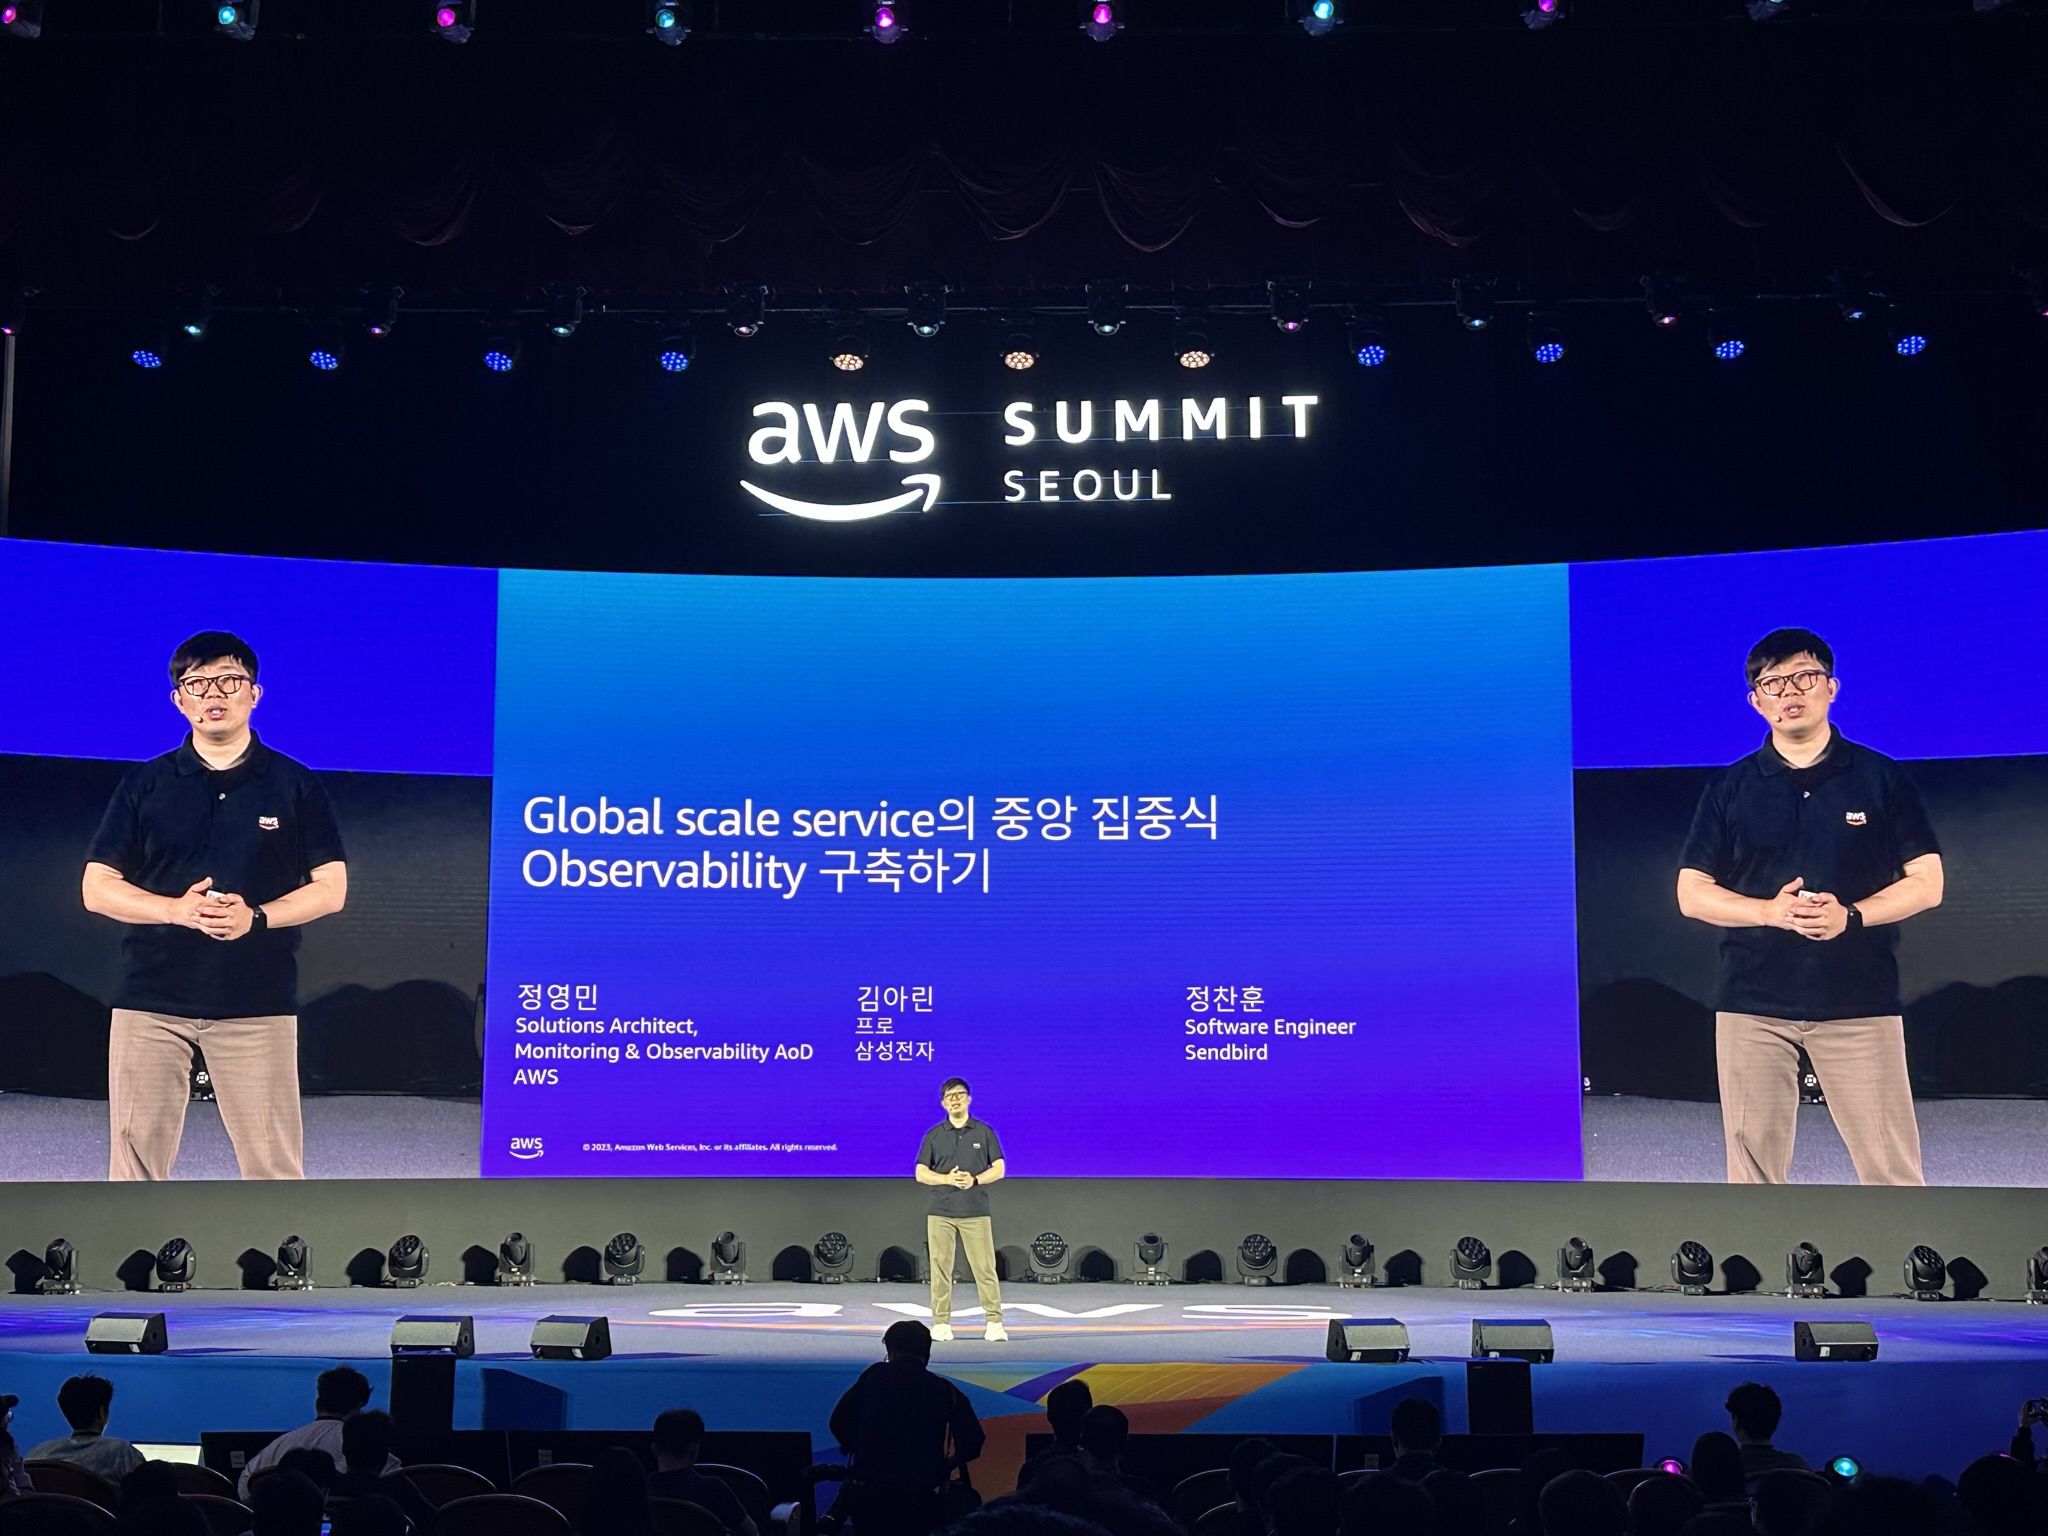 aws SUMMIT
SEOUL
Global scale service의 중앙 집중식
Observability 구축하기
정영민
Solutions Architect,
Monitoring & Observability AoD
AWS
김아린
프로
삼성전자
정찬훈
Software Engineer
Sendbird
aws
© 2023, Amazon Web Services, Inc. or its affiliates. All rights reserved.
aws
aws
aws